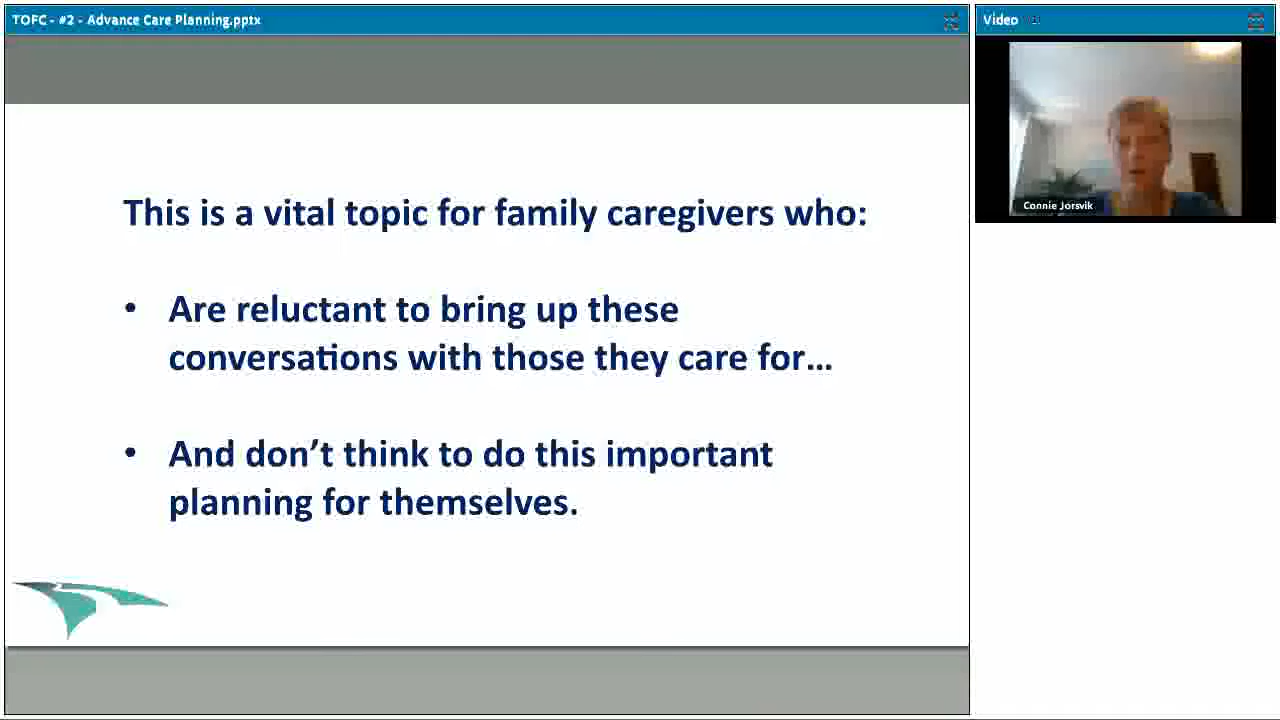 TOFC - #2 - Advance Care Planning.pptx
Video
This is a vital topic for family caregivers who:
• Are reluctant to bring up these
conversations with those they care for…
• And don’t think to do this important
planning for themselves.
Connie Jorsvik